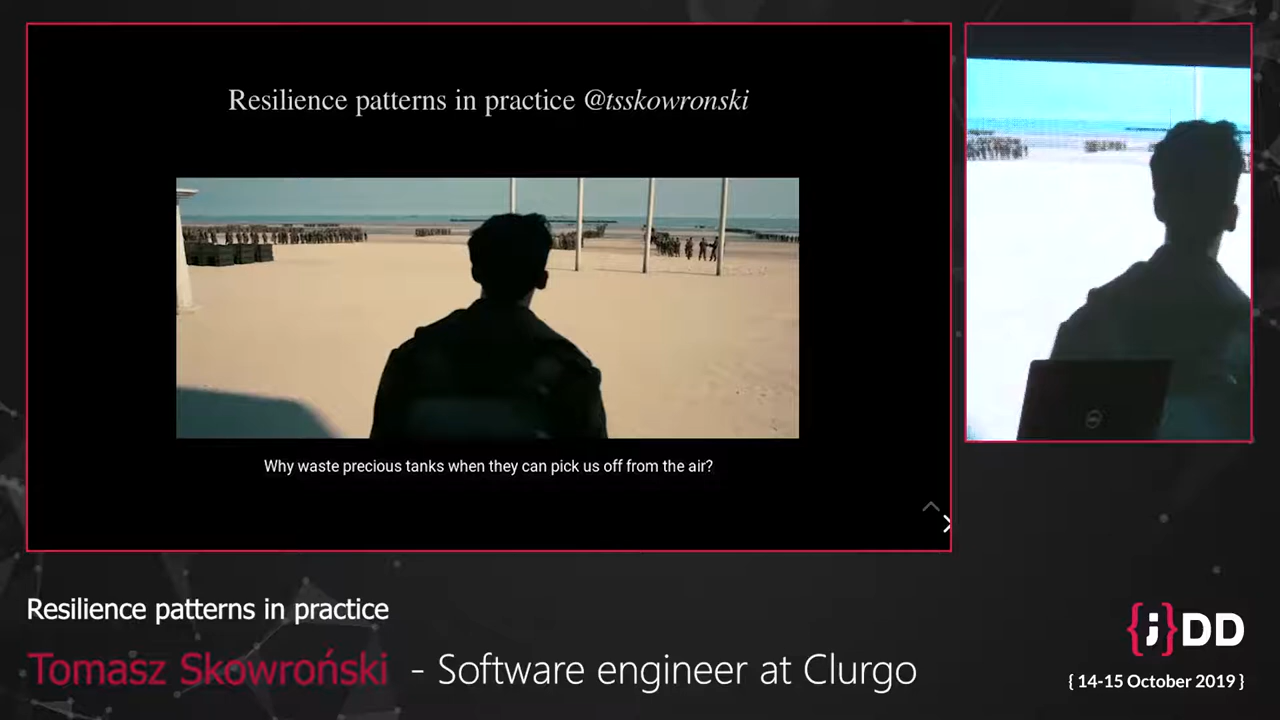 Resilience patterns in practice @tsskowronski
Why waste precious tanks when they can pick us off from the air?
Resilience patterns in practice
Tomasz Skowroński - Software engineer at Clurgo
{;}DD
{ 14-15 October 2019 }